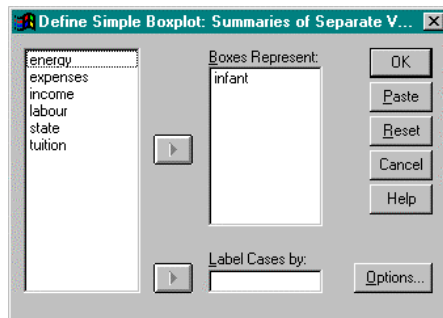 Define Simple Boxplot: Summaries of Separate V...
energy
expenses
income
labour
state
tuition
Boxes Represent:
infant
Label Cases by:
OK
Paste
Reset
Cancel
Help
Options...